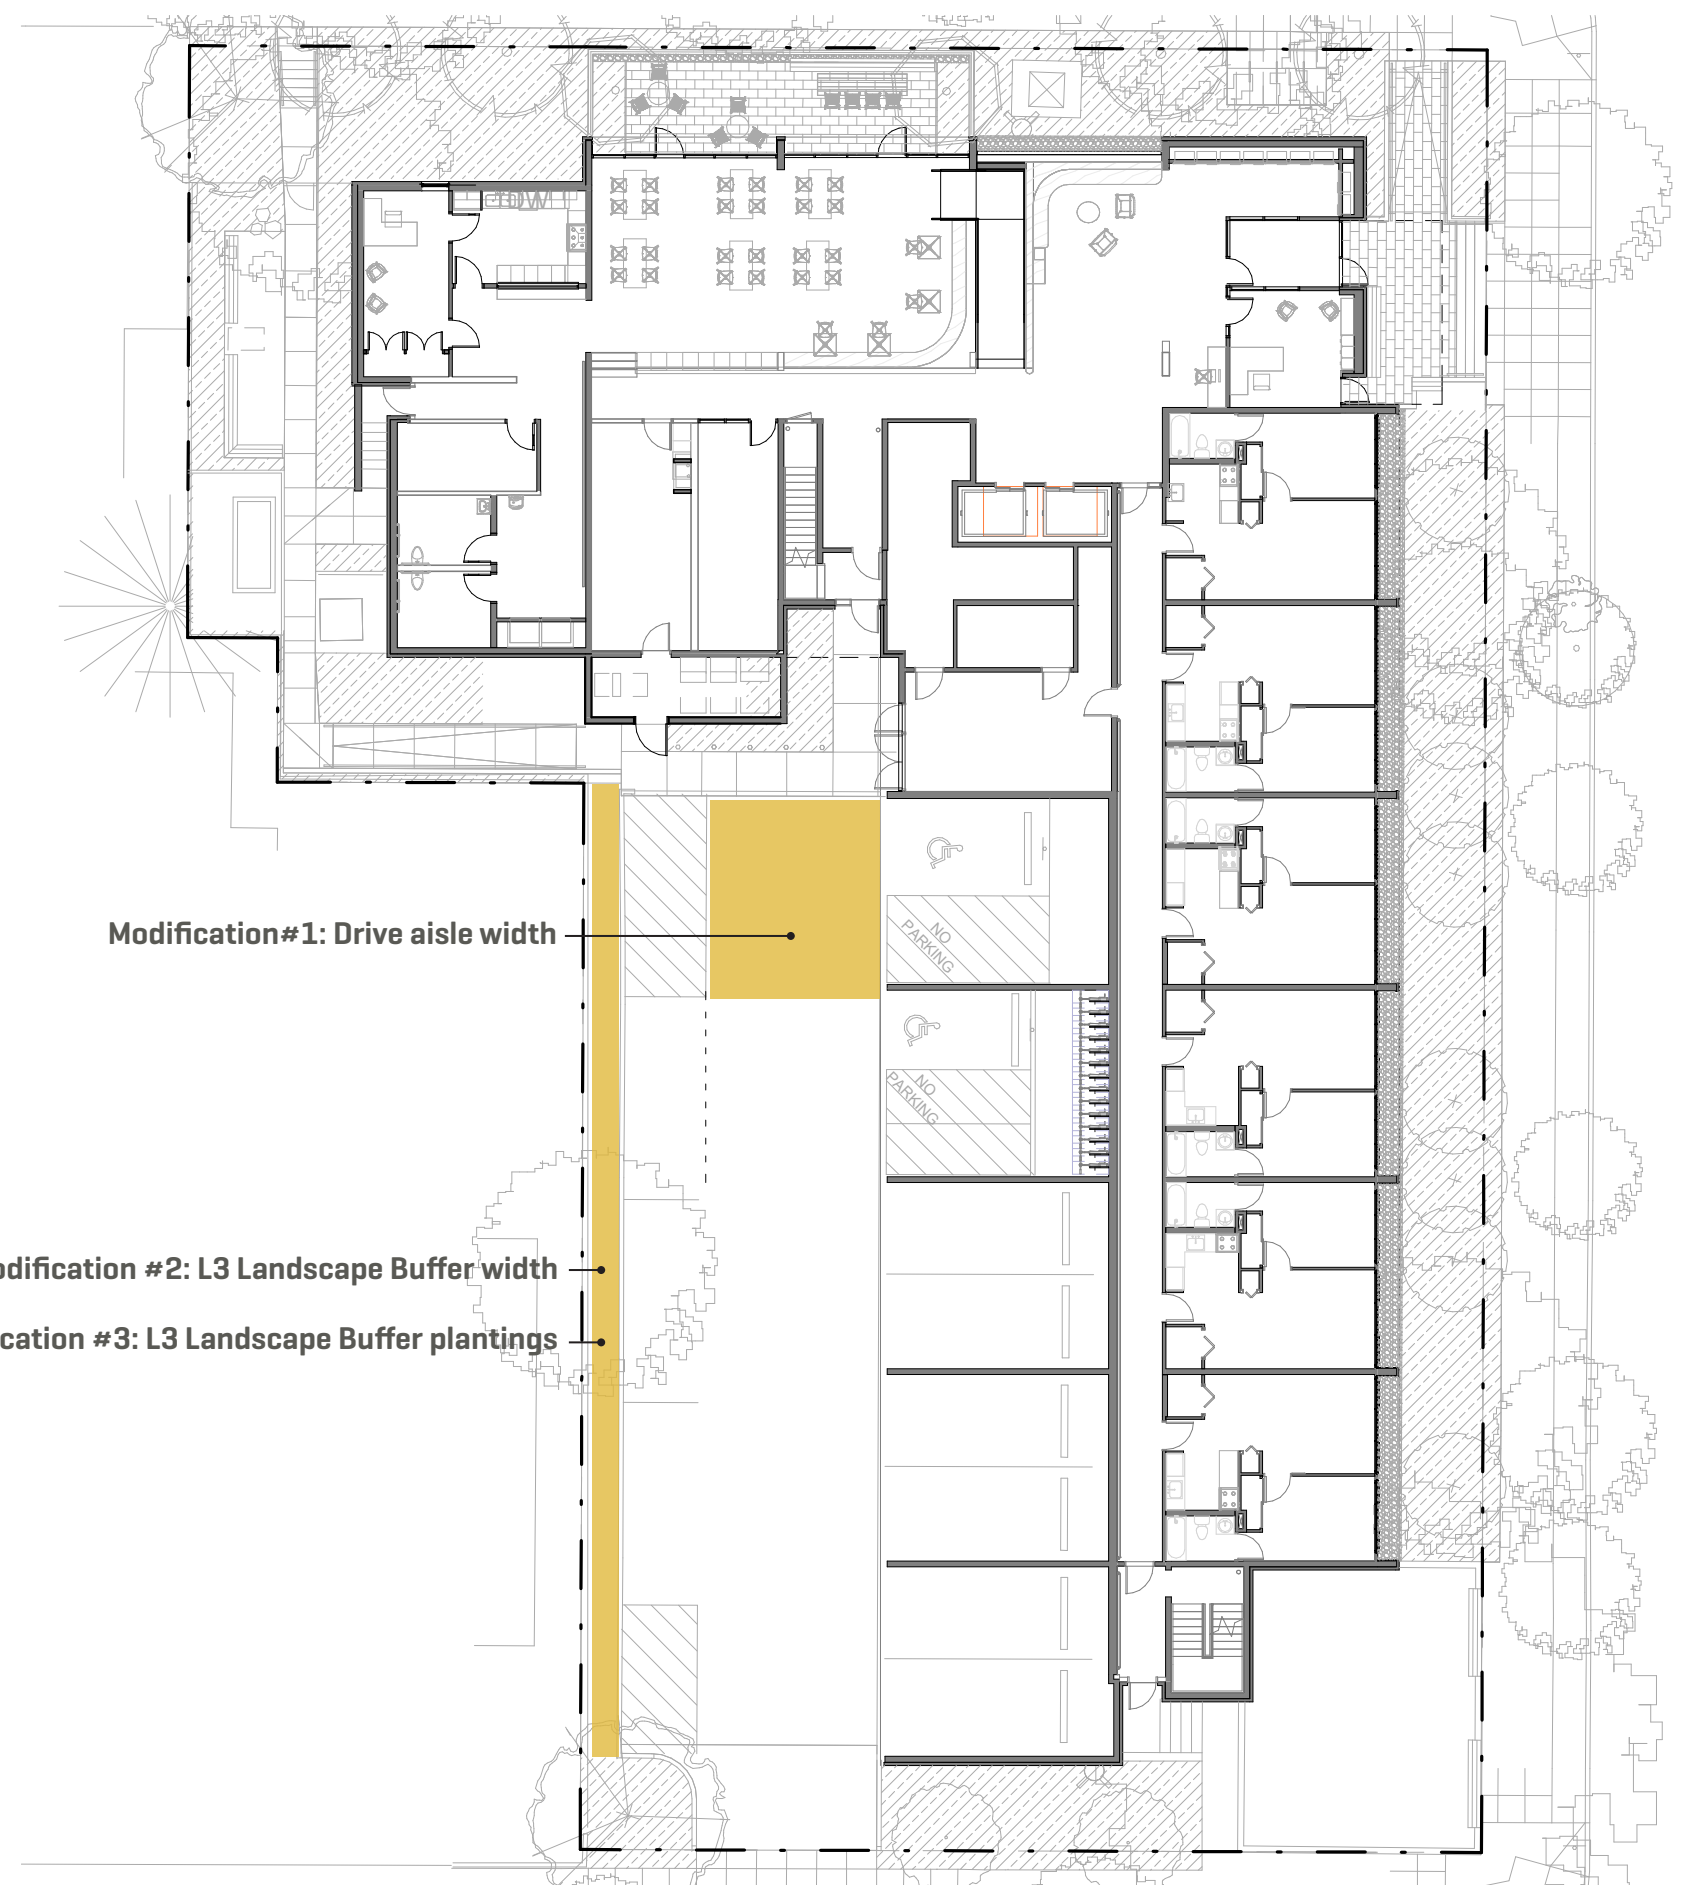 Modification#1: Drive aisle width
NO
PARKING
NO
PARKING
odification #2: L3 Landscape Buffer width
ication #3: L3 Landscape Buffer plantings